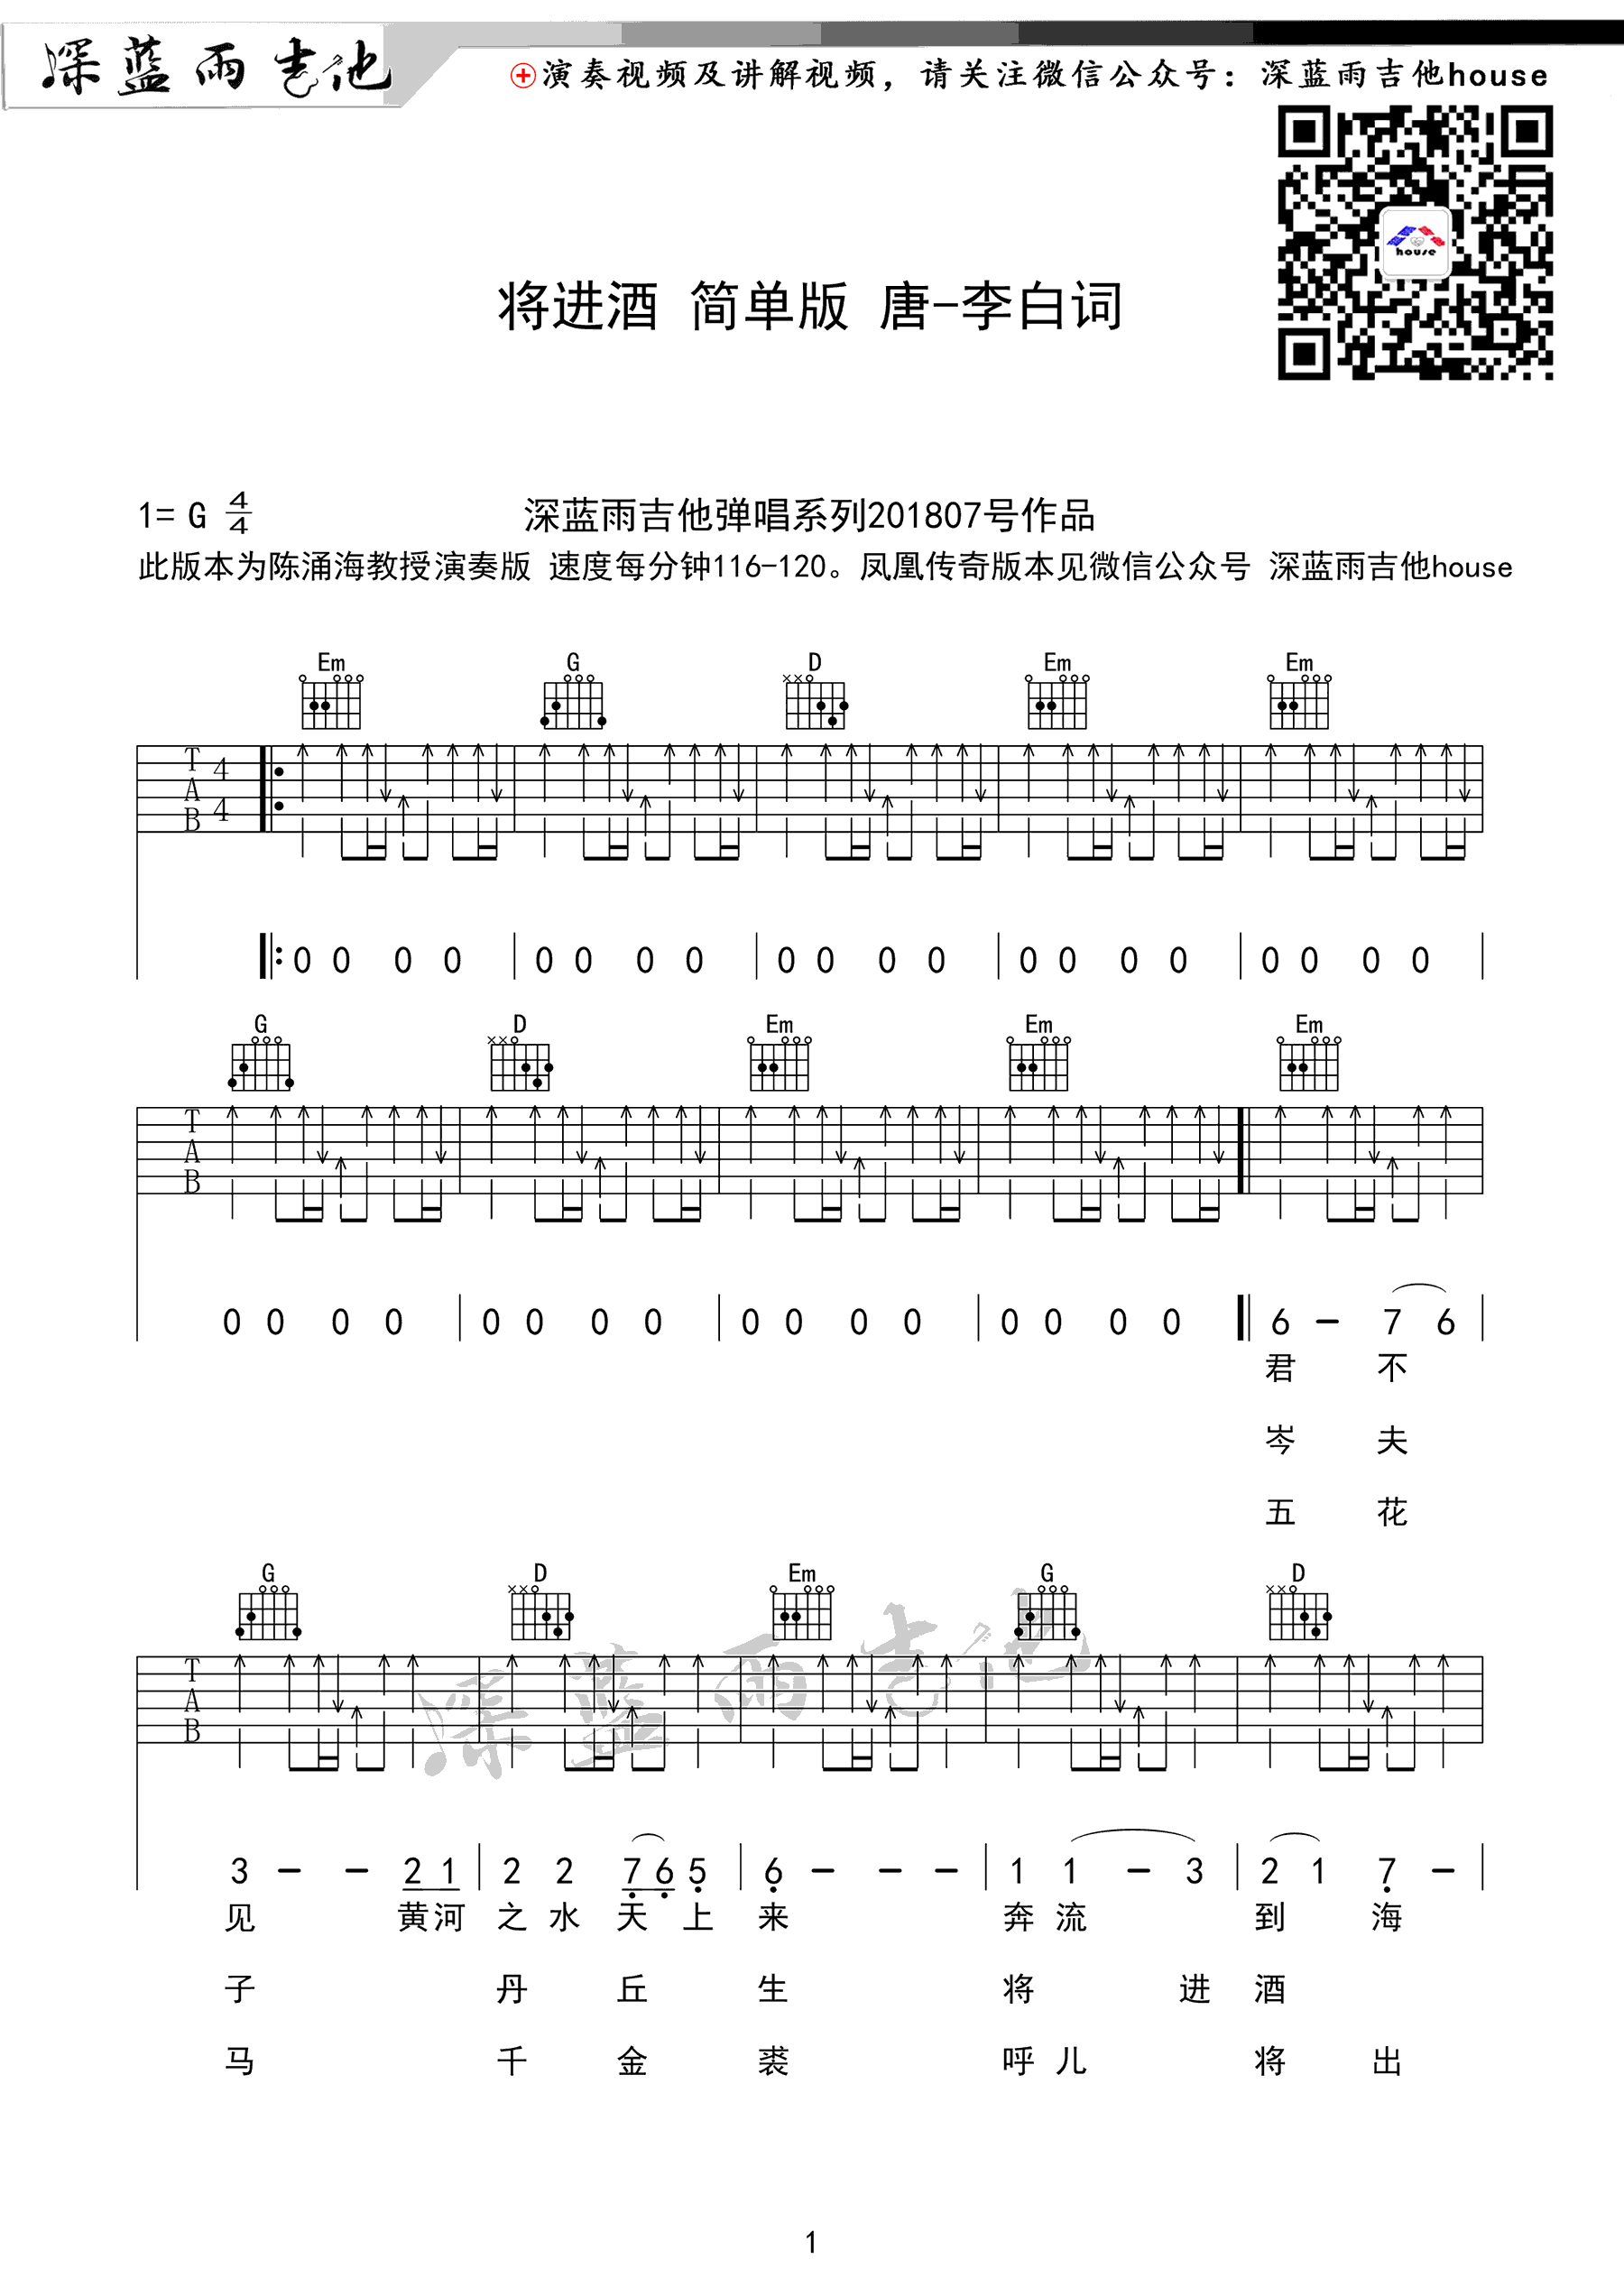 深蓝雨吉他
演奏视频及讲解视频，请关注微信公众号：深蓝雨吉他house
house
将进酒 简单版 唐-李白词
1= G 4/4 深蓝雨吉他弹唱系列201807号作品
此版本为陈涌海教授演奏版 速度每分钟116-120。凤凰传奇版本见微信公众号 深蓝雨吉他house
Em G D Em Em
T A B 4/4
0 0 0 0 | 0 0 0 0 | 0 0 0 0 | 0 0 0 0 | 0 0 0 0 |
G D Em Em Em
T A B
0 0 0 0 | 0 0 0 0 | 0 0 0 0 | 0 0 0 0 | 6 - 7 6 |
君 不
岑 夫
五 花
G D Em G D
T A B
深蓝雨吉他
3 - - 2 1 | 2 2 7 6 5 | 6 - - - | 1 1 - 3 | 2 1 7 - |
见 黄河 之 水 天 上 来 奔 流 到 海
子 丹 丘 生 将 进 酒
马 千 金 裘 呼 儿 将 出
1